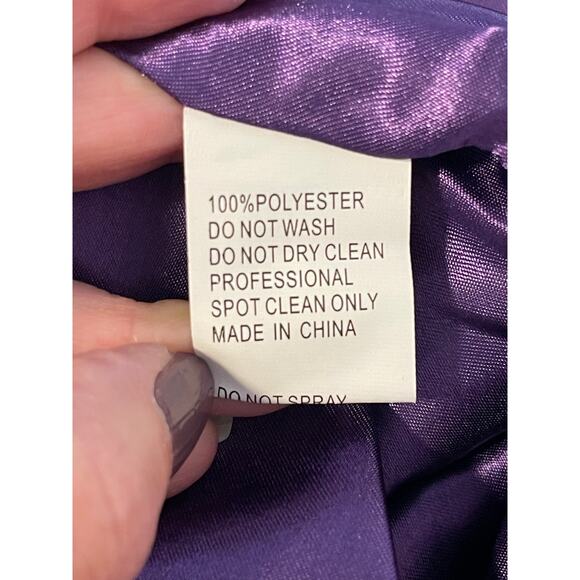 100%POLYESTER
DO NOT WASH
DO NOT DRY CLEAN
PROFESSIONAL
SPOT CLEAN ONLY
MADE IN CHINA
DO NOT SPRAY